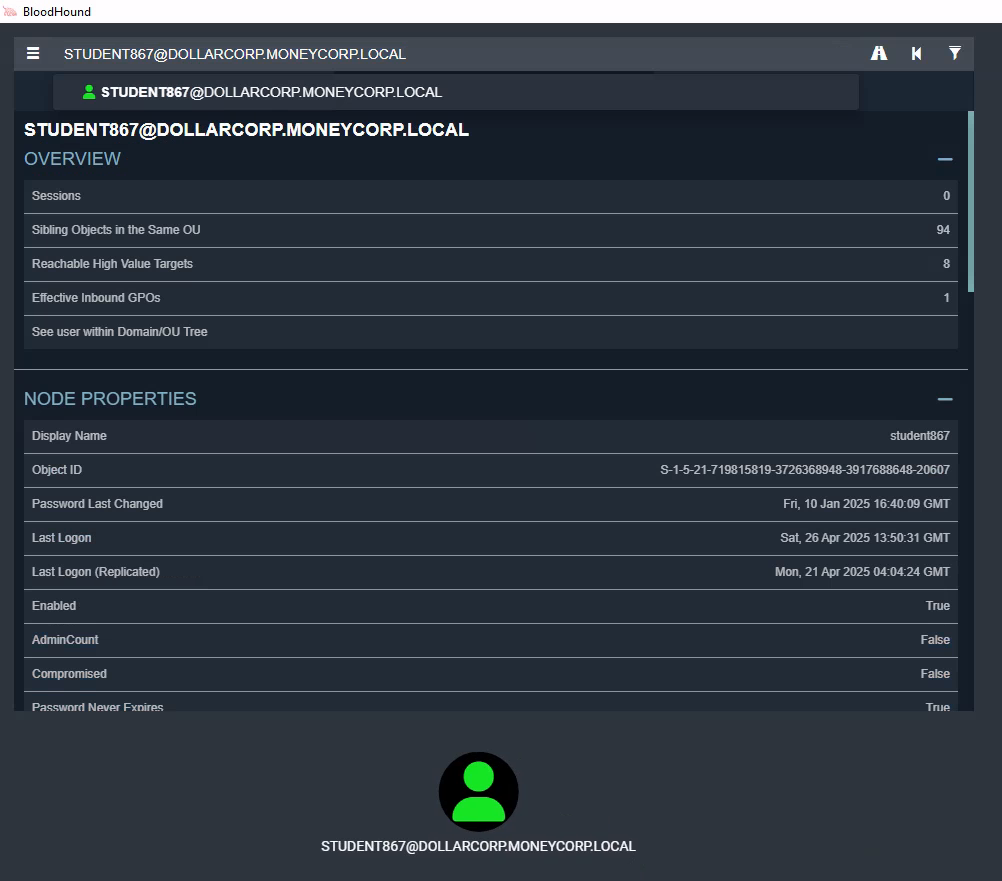 BloodHound
STUDENT867@DOLLARCORP.MONEYCORP.LOCAL
STUDENT867@DOLLARCORP.MONEYCORP.LOCAL
STUDENT867@DOLLARCORP.MONEYCORP.LOCAL
OVERVIEW
Sessions 0
Sibling Objects in the Same OU 94
Reachable High Value Targets 8
Effective Inbound GPOs 1
See user within Domain/OU Tree
NODE PROPERTIES
Display Name student867
Object ID S-1-5-21-719815819-3726368948-3917688648-20607
Password Last Changed Fri, 10 Jan 2025 16:40:09 GMT
Last Logon Sat, 26 Apr 2025 13:50:31 GMT
Last Logon (Replicated) Mon, 21 Apr 2025 04:04:24 GMT
Enabled True
AdminCount False
Compromised False
Password Never Expires True
STUDENT867@DOLLARCORP.MONEYCORP.LOCAL